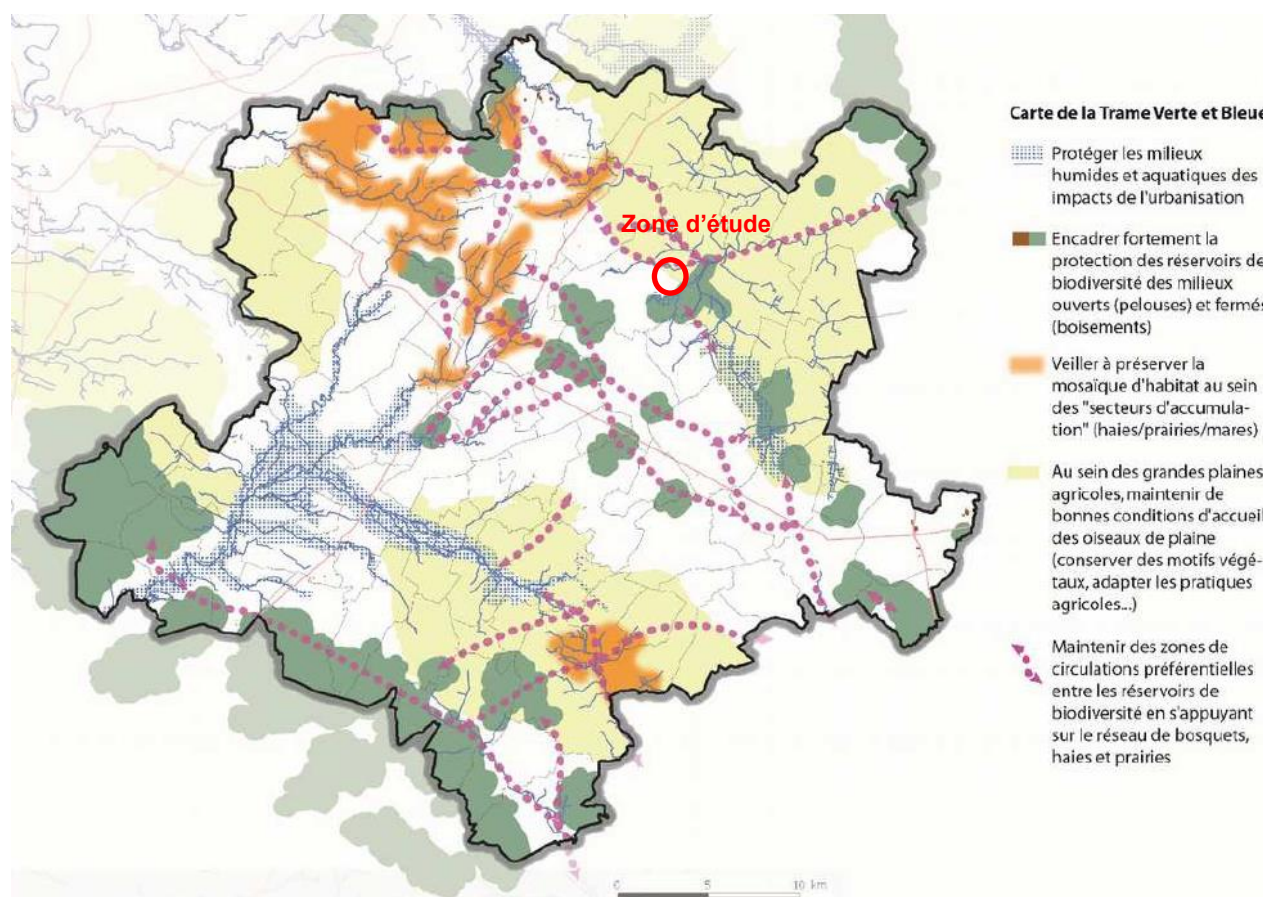 Zone d'étude
Carte de la Trame Verte et Bleue
Protéger les milieux
humides et aquatiques des
impacts de l'urbanisation
Encadrer fortement la
protection des réservoirs de
biodiversité des milieux
ouverts (pelouses) et fermés
(boisements)
Veiller à préserver la
mosaïque d'habitat au sein
des "secteurs d'accumula-
tion" (haies/prairies/mares)
Au sein des grandes plaines
agricoles, maintenir de
bonnes conditions d'accueil
des oiseaux de plaine
(conserver des motifs végé-
taux, adapter les pratiques
agricoles...)
Maintenir des zones de
circulations préférentielles
entre les réservoirs de
biodiversité en s'appuyant
sur le réseau de bosquets,
haies et prairies
0 5 10 km